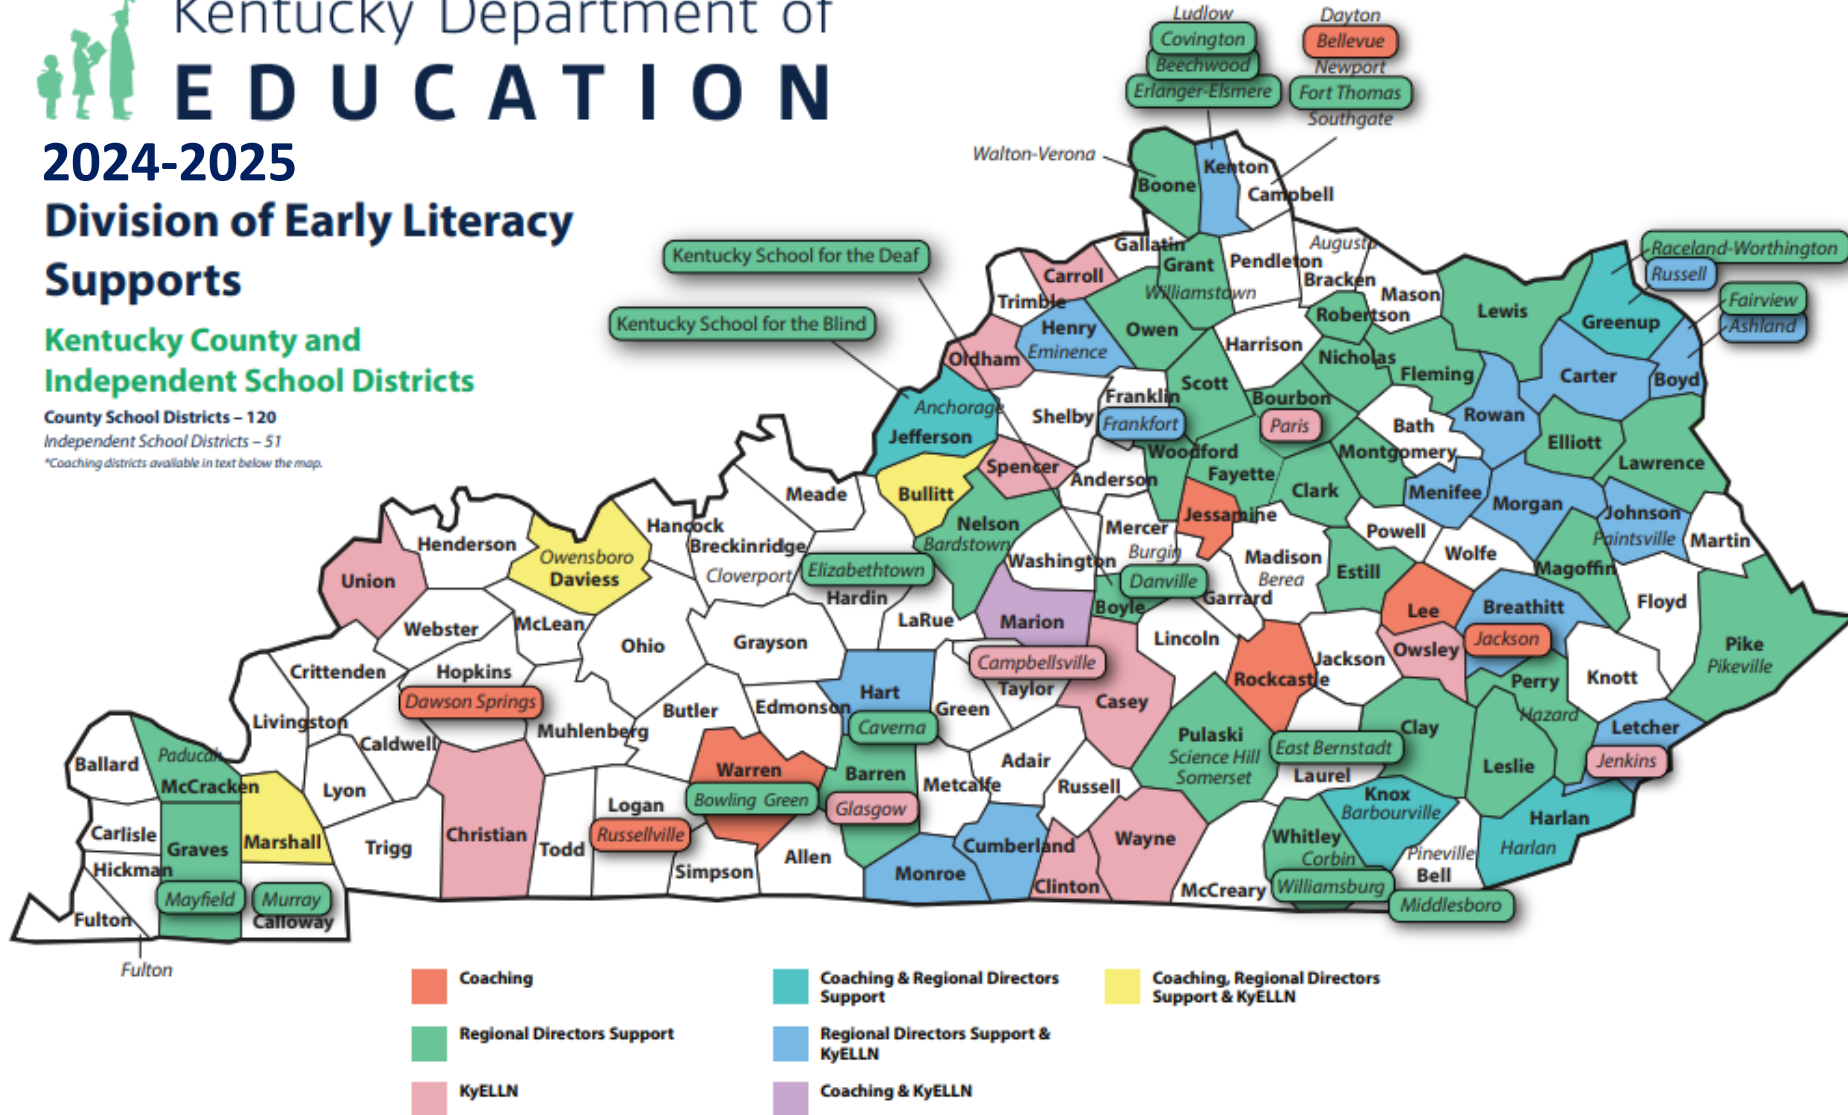 Kentucky Department of
EDUCATION
2024-2025
Division of Early Literacy
Supports
Kentucky County and
Independent School Districts
County School Districts – 120
Independent School Districts – 51
*Coaching districts available in text below the map.
Ludlow
Covington
Beechwood
Erlanger-Elsmere
Dayton
Bellevue
Newport
Fort Thomas
Southgate
Walton-Verona
Boone
Kenton
Campbell
Kentucky School for the Deaf
Kentucky School for the Blind
Gallatin
Grant
Williamstown
Pendleton
Augusta
Bracken
Mason
Robertson
Lewis
Greenup
Raceland-Worthington
Russell
Fairview
Ashland
Carroll
Trimble
Henry
Eminence
Owen
Harrison
Nicholas
Fleming
Carter
Boyd
Oldham
Anchorage
Jefferson
Shelby
Franklin
Frankfort
Scott
Bourbon
Paris
Bath
Rowan
Elliott
Lawrence
Spencer
Bullitt
Anderson
Woodford
Fayette
Clark
Montgomery
Menifee
Morgan
Johnson
Paintsville
Martin
Meade
Hancock
Breckinridge
Cloverport
Elizabethtown
Hardin
Nelson
Bardstown
Washington
Mercer
Burgin
Danville
Boyle
Jessamine
Garrard
Madison
Berea
Estill
Powell
Wolfe
Magoffin
Floyd
Pike
Pikeville
Henderson
Owensboro
Daviess
Union
Webster
McLean
Ohio
Grayson
LaRue
Marion
Campbellsville
Taylor
Lincoln
Casey
Rockcastle
Jackson
Lee
Owsley
Breathitt
Jackson
Knott
Perry
Hazard
Letcher
Jenkins
Crittenden
Hopkins
Dawson Springs
Livingston
Caldwell
Muhlenberg
Butler
Edmonson
Hart
Caverna
Green
Adair
Russell
Pulaski
Science Hill
Somerset
East Bernstadt
Laurel
Clay
Leslie
Harlan
Harlan
Knox
Barbourville
Ballard
Paducah
McCracken
Lyon
Warren
Bowling Green
Barren
Glasgow
Metcalfe
Carlisle
Graves
Marshall
Trigg
Christian
Todd
Logan
Russellville
Simpson
Allen
Monroe
Cumberland
Clinton
Wayne
McCreary
Whitley
Corbin
Williamsburg
Pineville
Bell
Middlesboro
Hickman
Mayfield
Murray
Calloway
Fulton
Fulton
Coaching
Regional Directors Support
KyELLN
Coaching & Regional Directors
Support
Regional Directors Support &
KyELLN
Coaching & KyELLN
Coaching, Regional Directors
Support & KyELLN